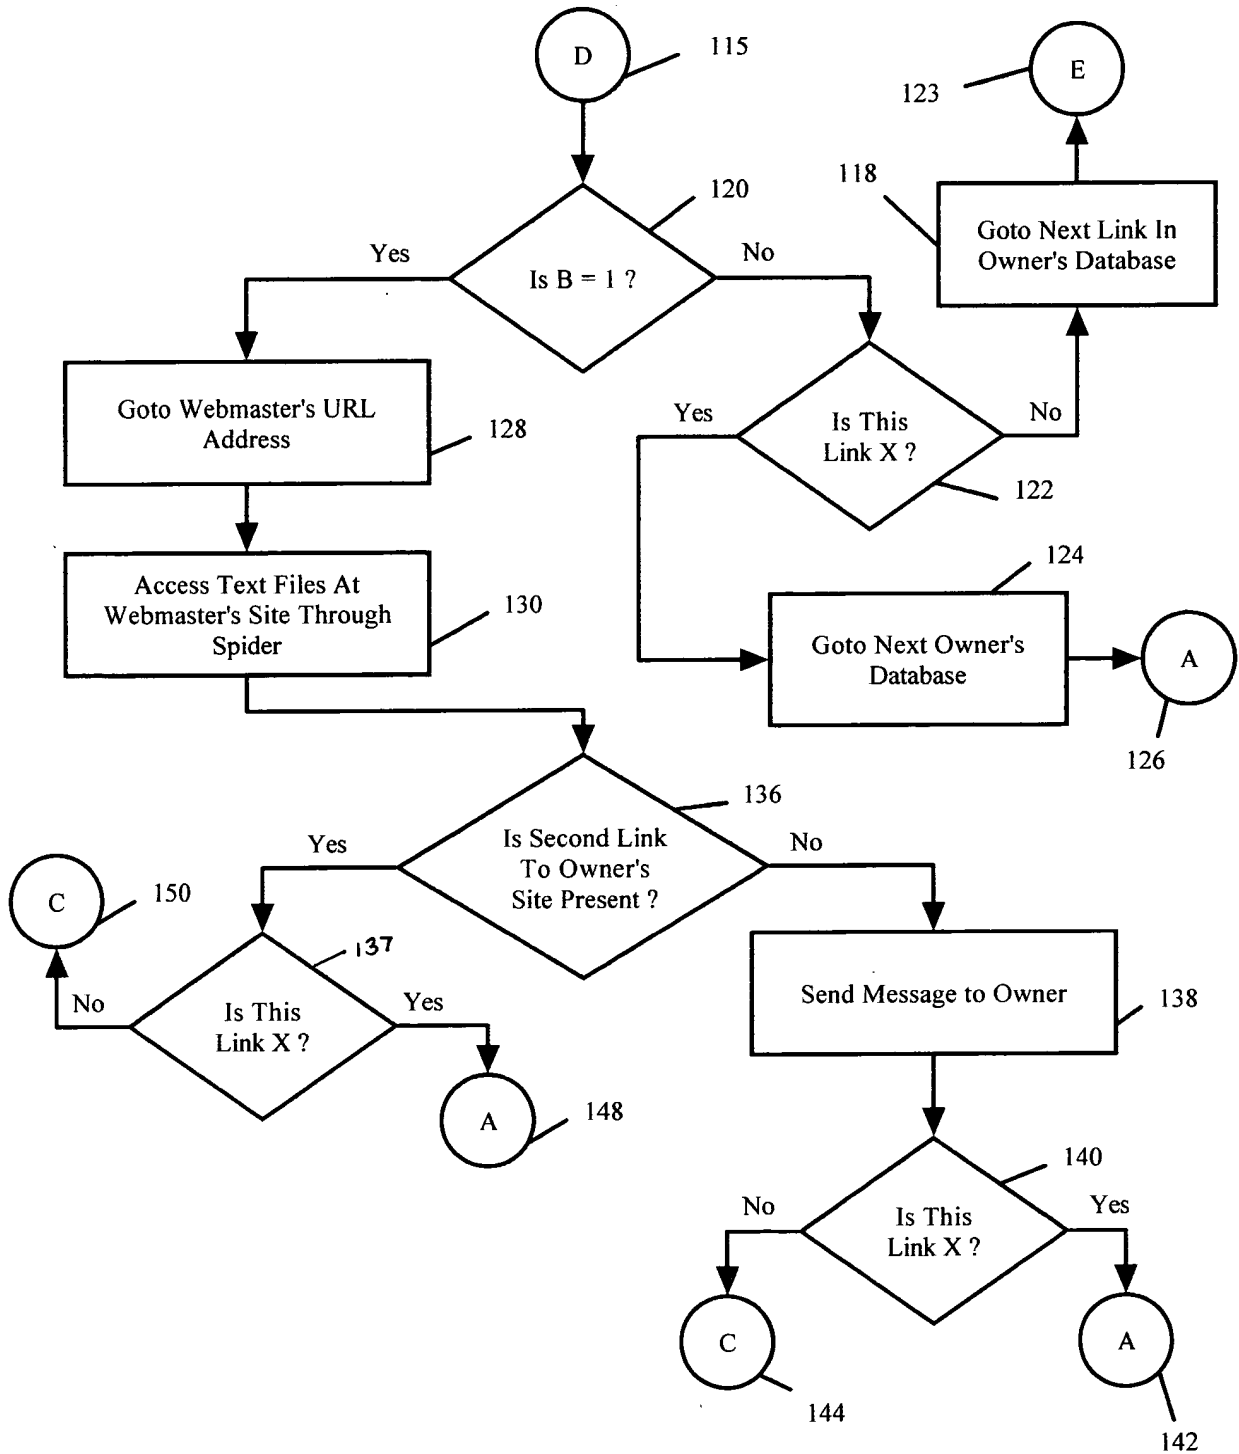 D
115
E
123
120
118
Goto Next Link In
Owner's Database
Yes
No
Is B = 1 ?
Goto Webmaster's URL
Address
128
Yes
Is This
Link X ?
No
122
Access Text Files At
Webmaster's Site Through
Spider
130
124
Goto Next Owner's
Database
A
126
136
Yes
Is Second Link
To Owner's
Site Present ?
No
C
150
137
No
Is This
Link X ?
Yes
Send Message to Owner
138
A
148
140
No
Is This
Link X ?
Yes
C
144
A
142